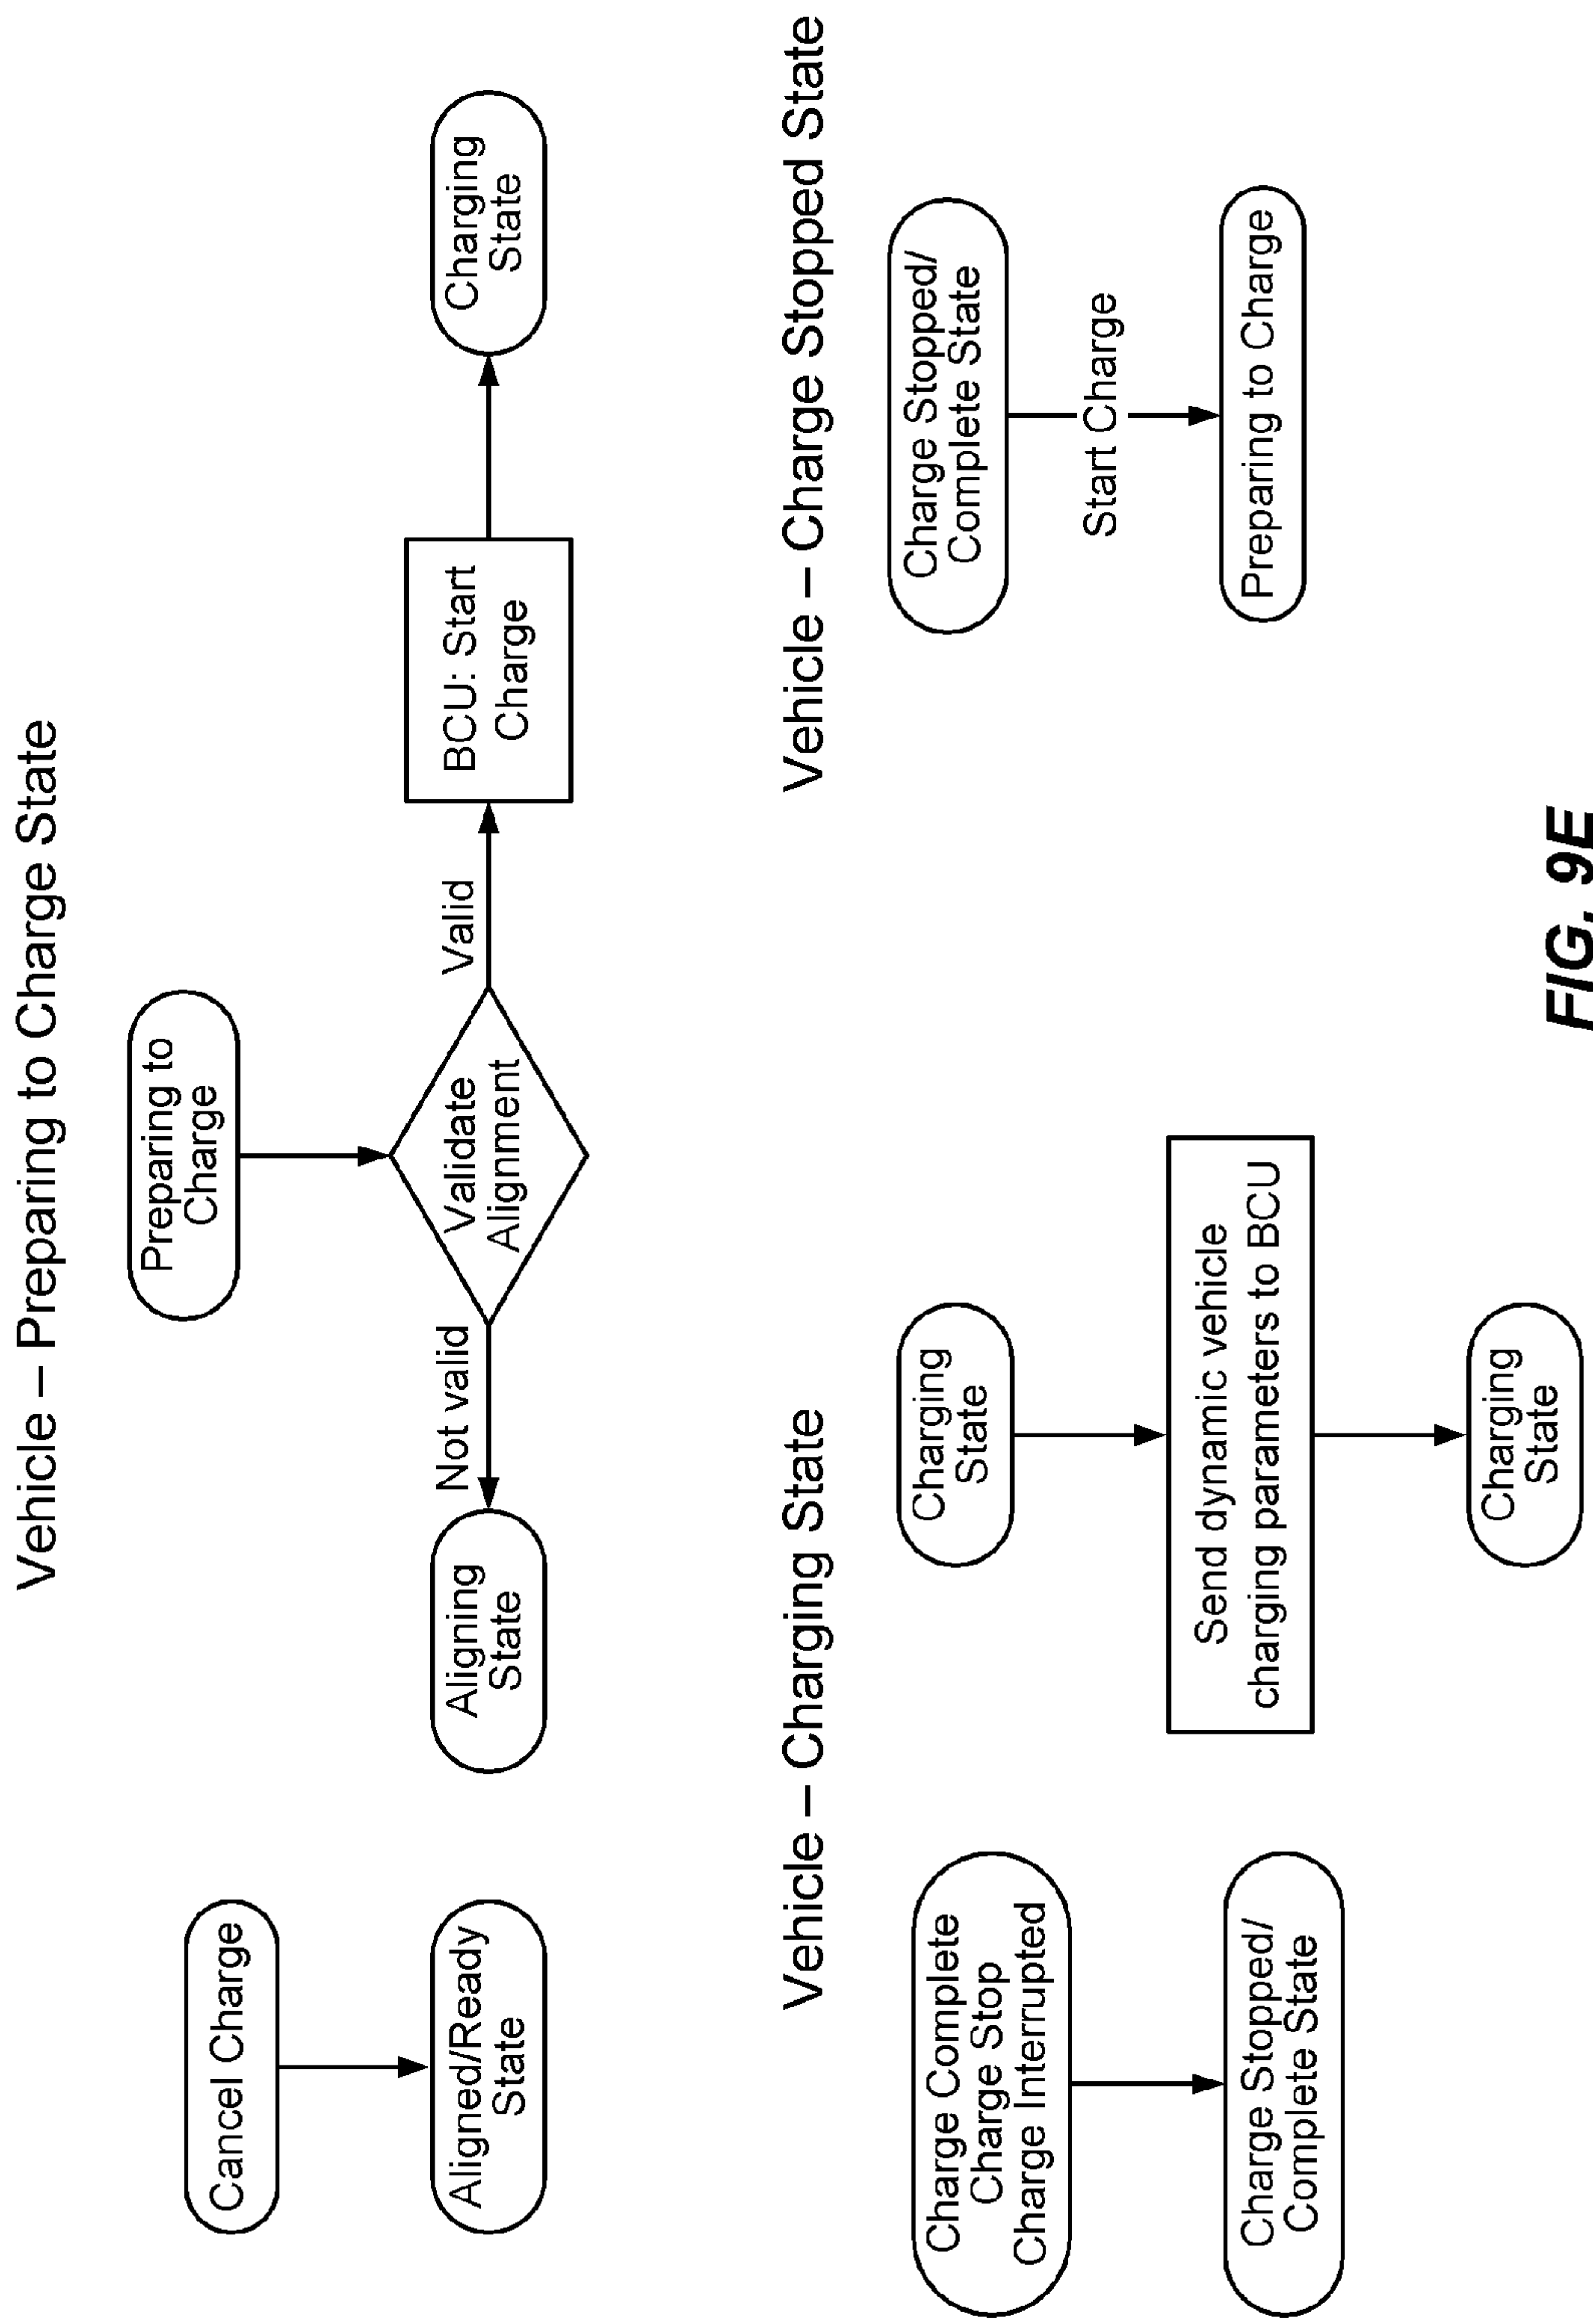 Vehicle – Preparing to Charge State
Cancel Charge
Aligned/Ready
State
Preparing to
Charge
Validate
Alignment
Not valid
Aligning
State
Valid
BCU: Start
Charge
Charging
State
Vehicle – Charging State
Charge Complete
Charge Stop
Charge Interrupted
Charge Stopped/
Complete State
Charging
State
Send dynamic vehicle
charging parameters to BCU
Charging
State
Vehicle – Charge Stopped State
Charge Stopped/
Complete State
Start Charge
Preparing to Charge
FIG. 9E